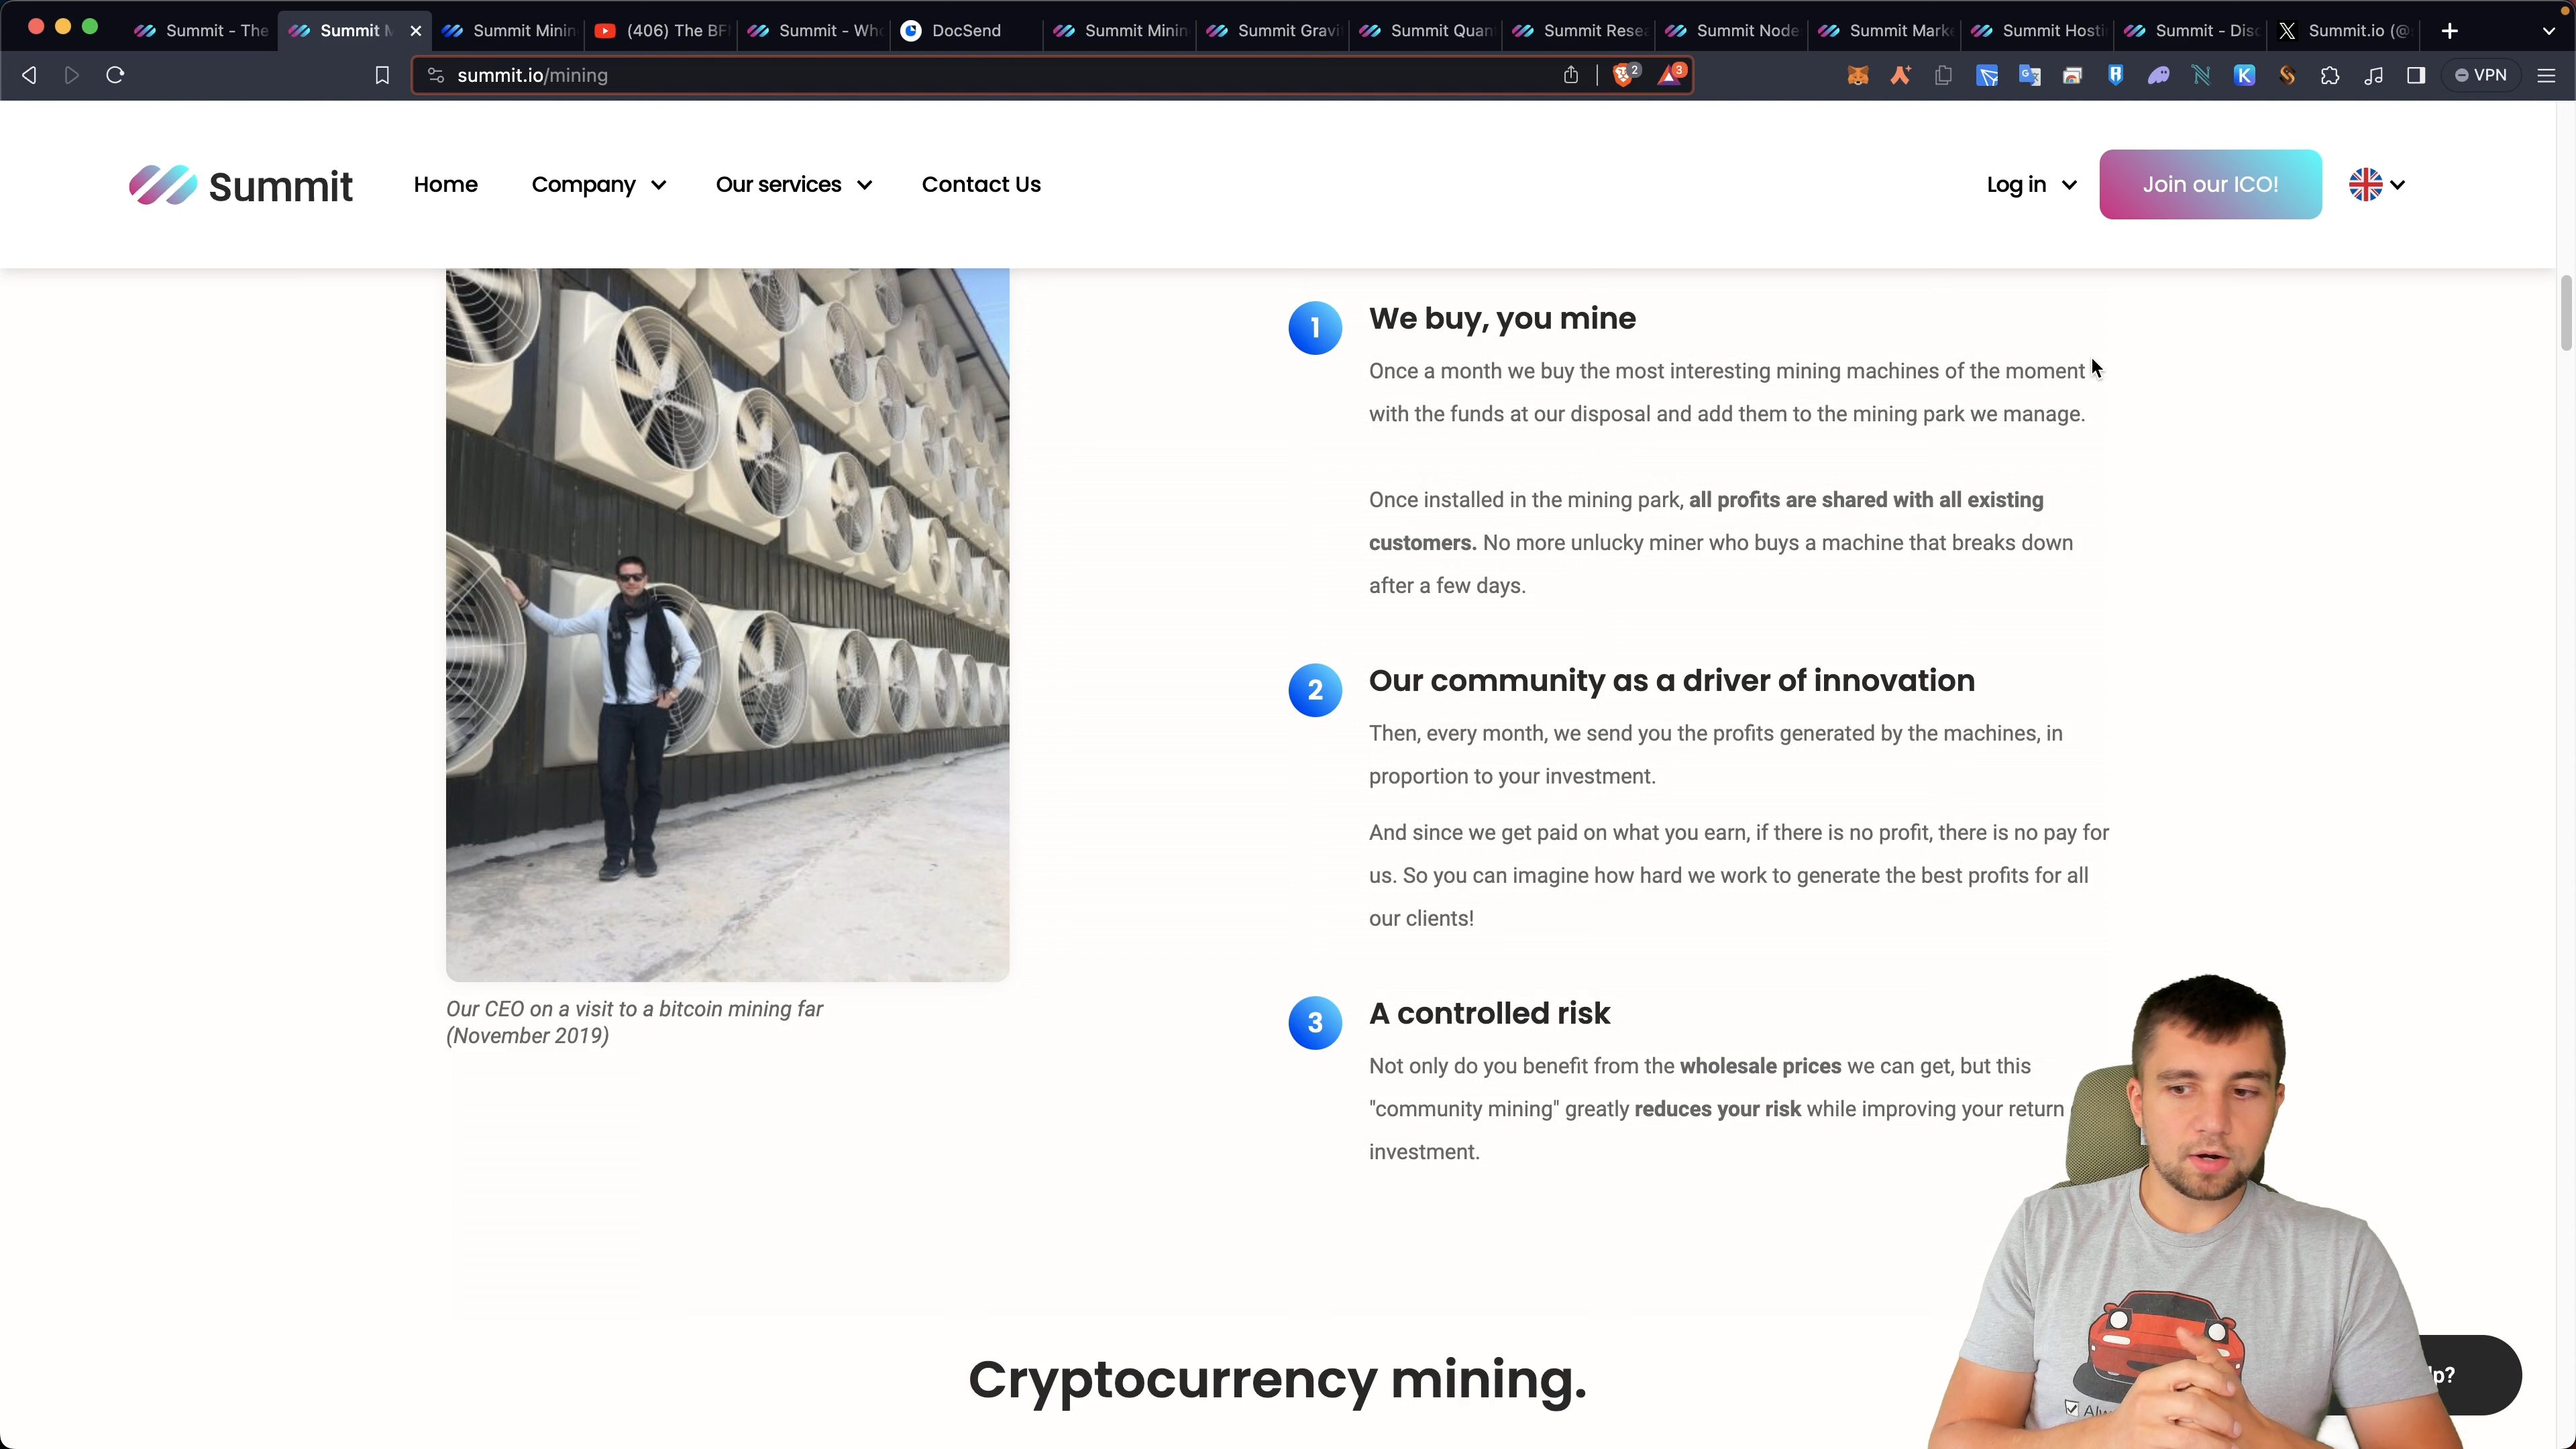 Summit - The
Summit M
Summit Minin
(406) The BF
Summit - Who
DocSend
Summit Minin
Summit Gravi
Summit Quan
Summit Resea
Summit Node
Summit Marke
Summit Hosti
Summit - Disc
Summit.io (@
summit.io/mining
2
3
VPN
Summit
Home
Company
Our services
Contact Us
Log in
Join our ICO!
1
We buy, you mine
Once a month we buy the most interesting mining machines of the moment
with the funds at our disposal and add them to the mining park we manage.
Once installed in the mining park, all profits are shared with all existing
customers. No more unlucky miner who buys a machine that breaks down
after a few days.
2
Our community as a driver of innovation
Then, every month, we send you the profits generated by the machines, in
proportion to your investment.
And since we get paid on what you earn, if there is no profit, there is no pay for
us. So you can imagine how hard we work to generate the best profits for all
our clients!
Our CEO on a visit to a bitcoin mining far
(November 2019)
3
A controlled risk
Not only do you benefit from the wholesale prices we can get, but this
"community mining" greatly reduces your risk while improving your return
investment.
Cryptocurrency mining.
p?